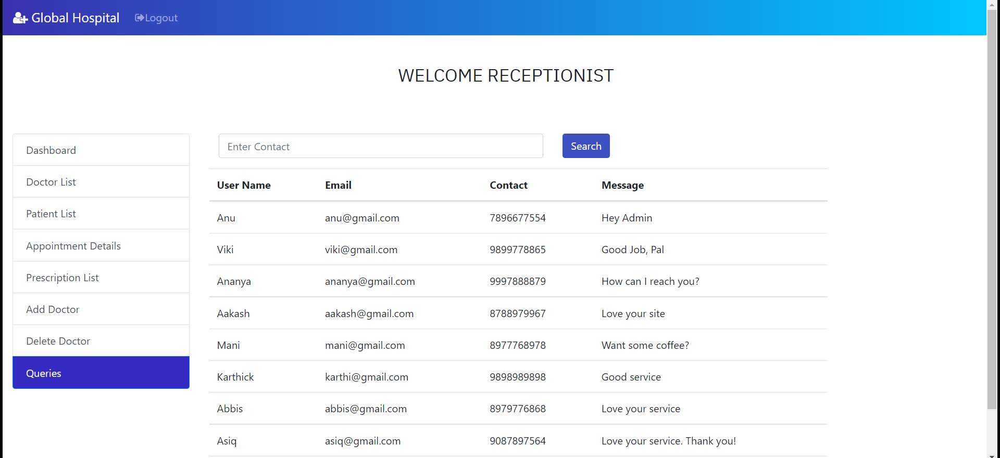 Global Hospital Logout
WELCOME RECEPTIONIST
Dashboard
Doctor List
Patient List
Appointment Details
Prescription List
Add Doctor
Delete Doctor
Queries
Enter Contact Search
User Name Email Contact Message
Anu anu@gmail.com 7896677554 Hey Admin
Viki viki@gmail.com 9899778865 Good Job, Pal
Ananya ananya@gmail.com 9997888879 How can I reach you?
Aakash aakash@gmail.com 8788979967 Love your site
Mani mani@gmail.com 8977768978 Want some coffee?
Karthick karthi@gmail.com 9898989898 Good service
Abbis abbis@gmail.com 8979776868 Love your service
Asiq asiq@gmail.com 9087897564 Love your service. Thank you!